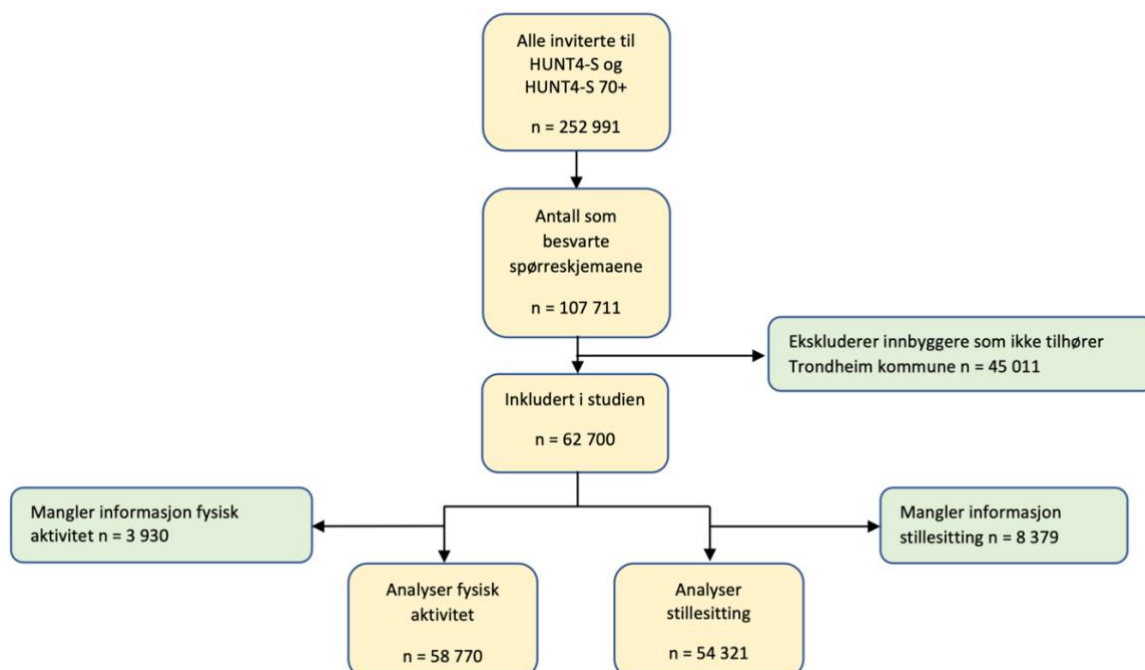 Alle inviterte til
HUNT4-S og
HUNT4-S 70+
n = 252 991
Antall som
besvarte
spørreskjemaene
n = 107 711
Ekskluderer innbyggere som ikke tilhører
Trondheim kommune n = 45 011
Inkludert i studien
n = 62 700
Mangler informasjon fysisk
aktivitet n = 3 930
Mangler informasjon
stillesitting n = 8 379
Analyser fysisk
aktivitet
n = 58 770
Analyser
stillesitting
n = 54 321